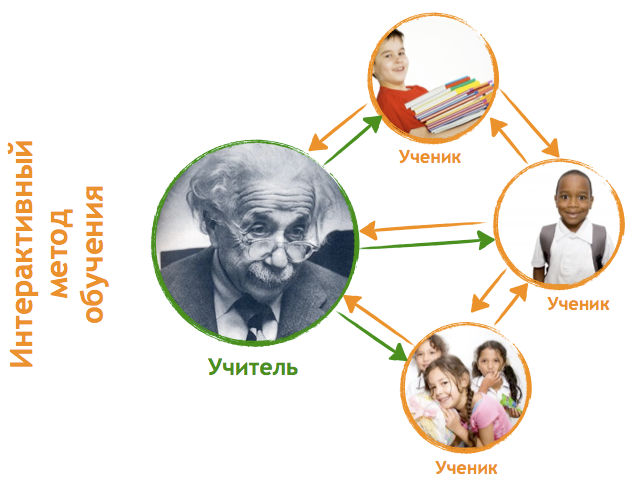 Интерактивный
метод
обучения
Ученик
Ученик
Учитель
Ученик